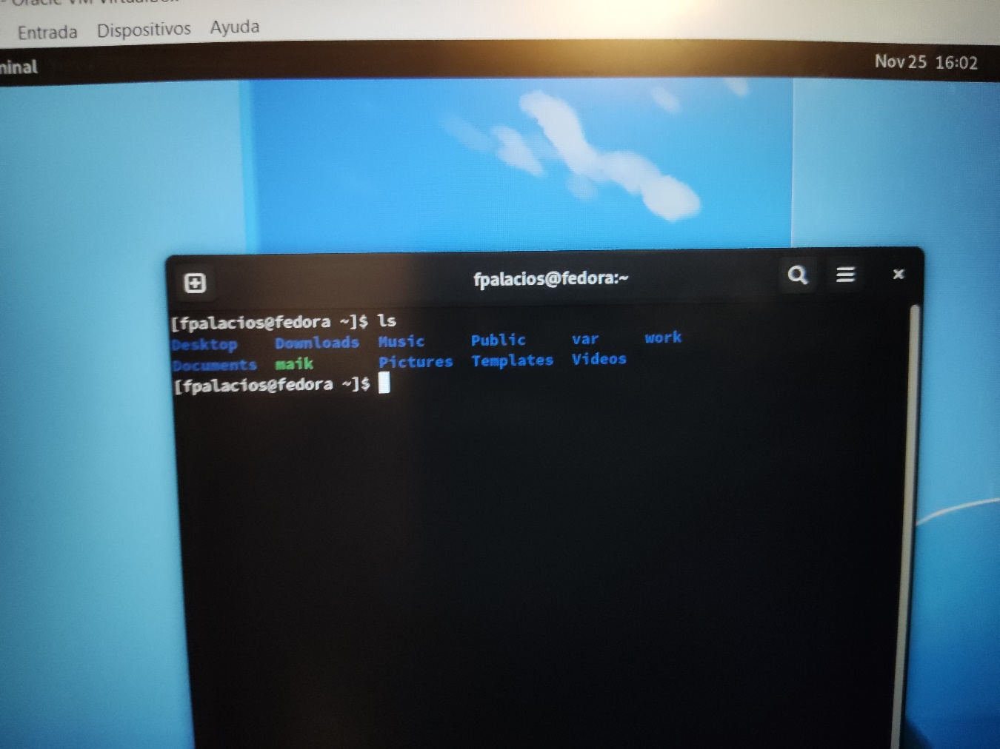 Entrada Dispositivos Ayuda
Nov 25 16:02
fpalacios@fedora:~
[fpalacios@fedora ~]$ ls
Desktop Downloads Music Public var work
Documents maik Pictures Templates Videos
[fpalacios@fedora ~]$